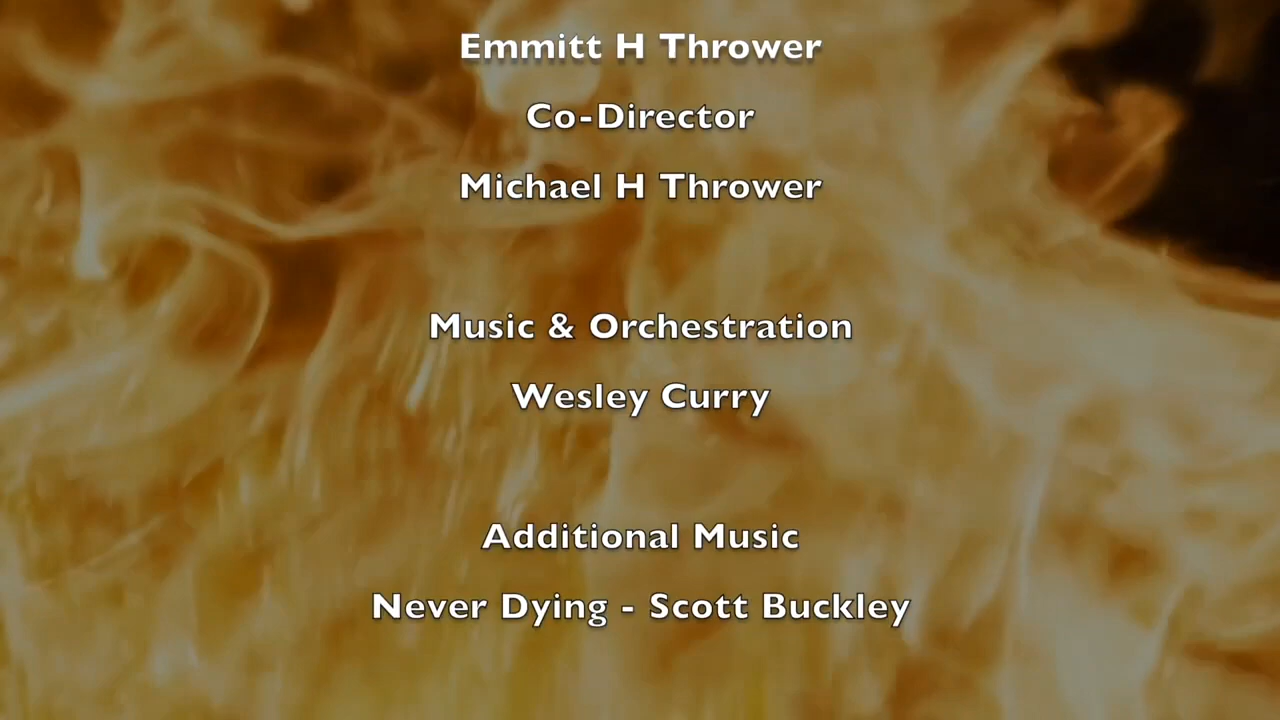 Emmitt H Thrower
Co-Director
Michael H Thrower
Music & Orchestration
Wesley Curry
Additional Music
Never Dying - Scott Buckley